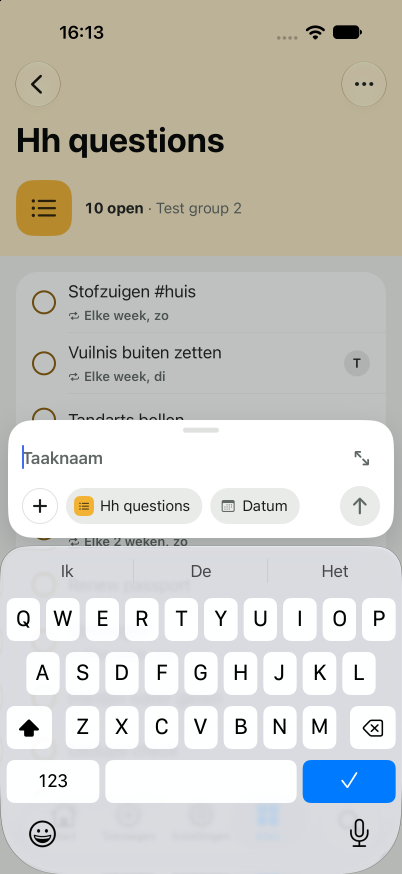 16:13
Hh questions
10 open · Test group 2
Stofzuigen #huis
Elke week, zo
Vuilnis buiten zetten
T
Elke week, di
Tandarts bellen
Taaknaam
Hh questions
Datum
Elke 2 weken, zo
Ik De Het
Q W E R T Y U I O P
A S D F G H J K L
Z X C V B N M
123